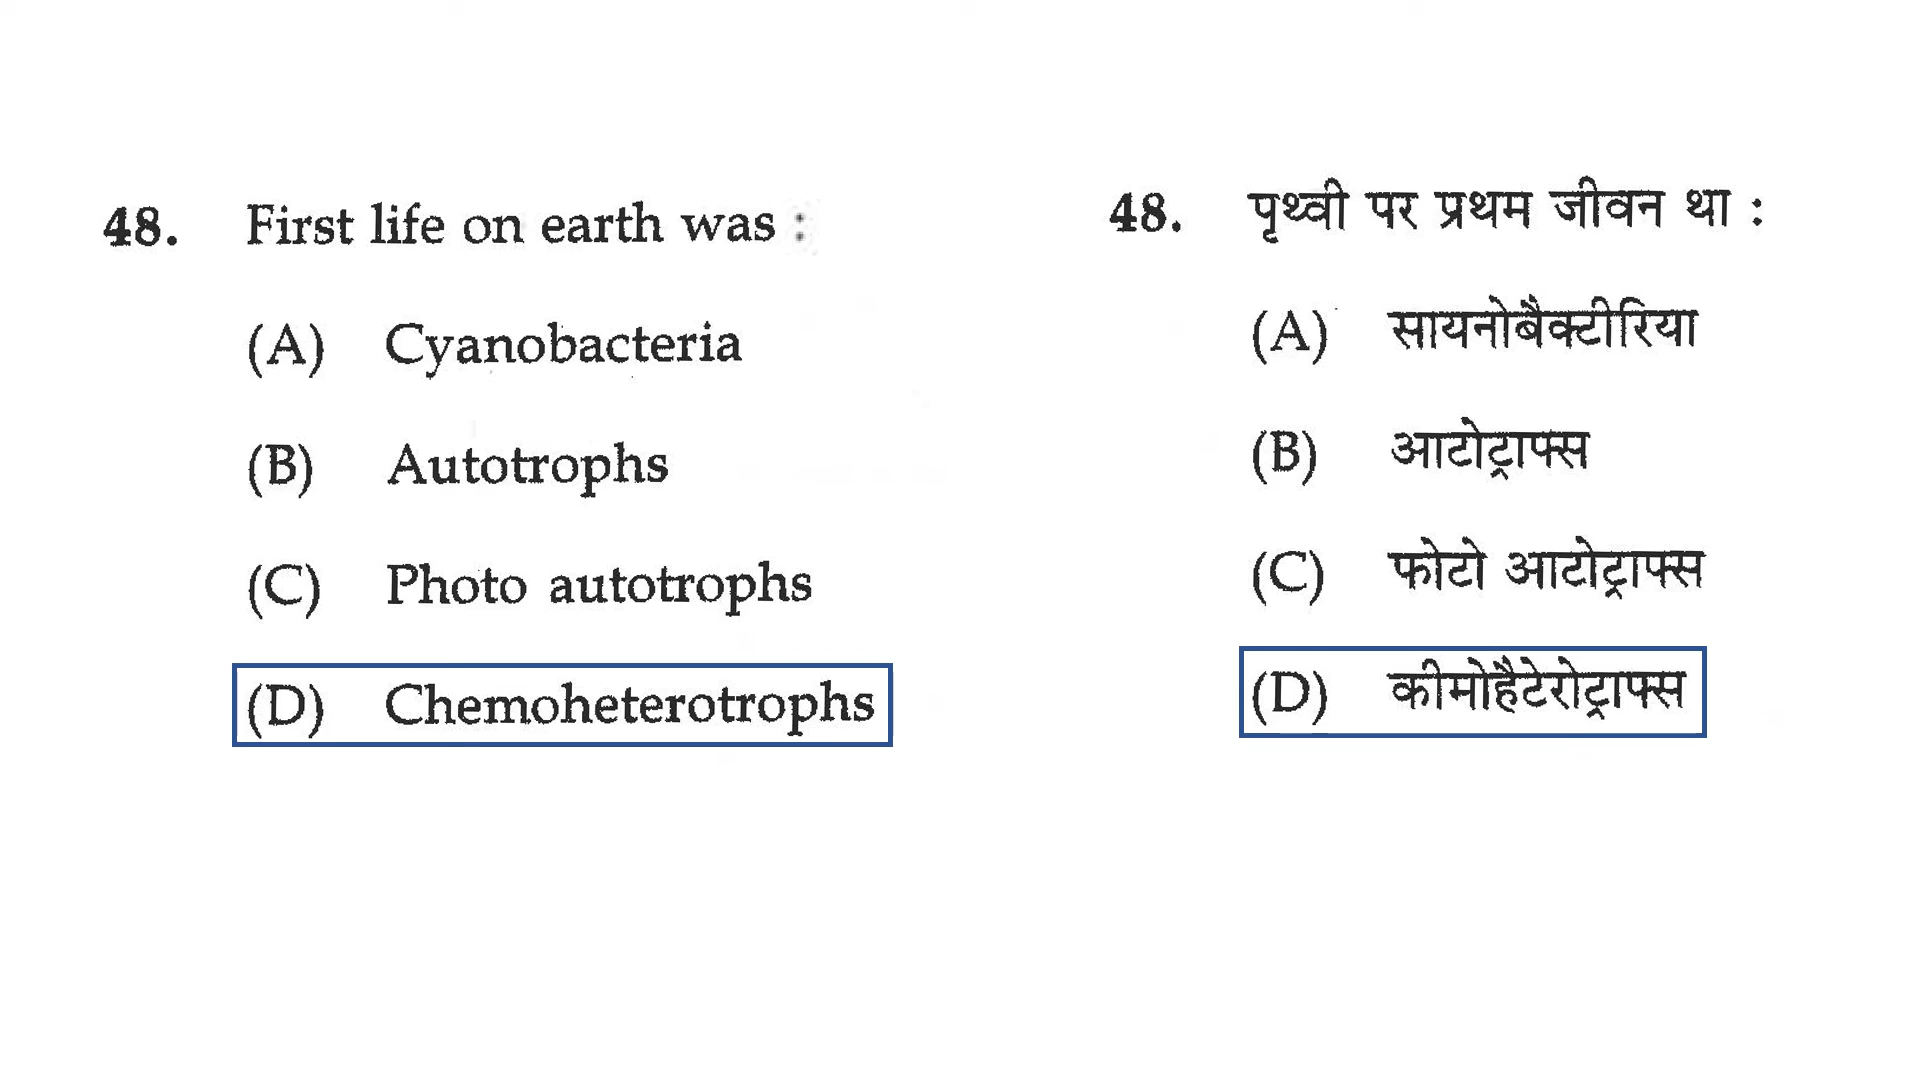 48. First life on earth was :
(A) Cyanobacteria
(B) Autotrophs
(C) Photo autotrophs
(D) Chemoheterotrophs
48. पृथ्वी पर प्रथम जीवन था :
(A) सायनोबैक्टीरिया
(B) आटोट्राफ्स
(C) फोटो आटोट्राफ्स
(D) कीमोहैटेरोट्राफ्स